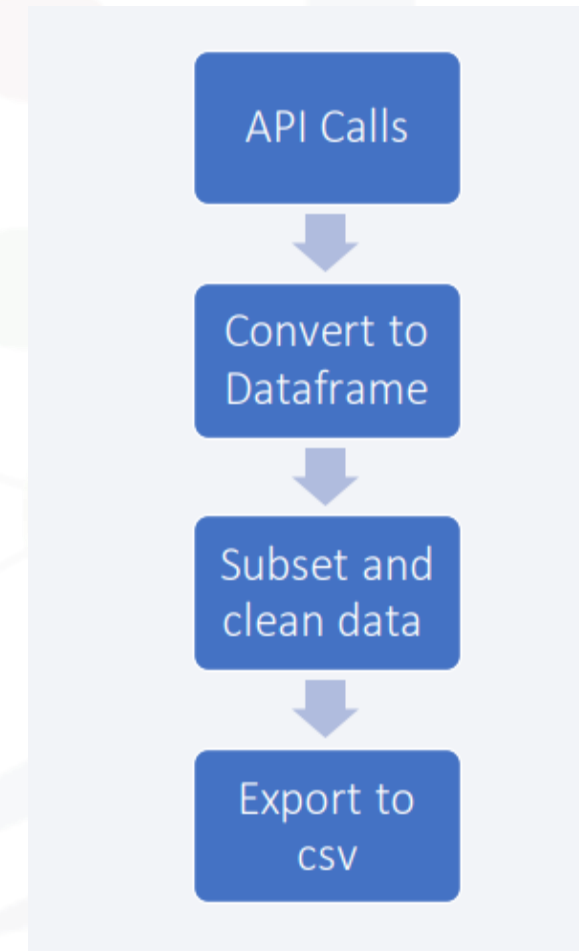 API Calls
Convert to
Dataframe
Subset and
clean data
Export to
csv